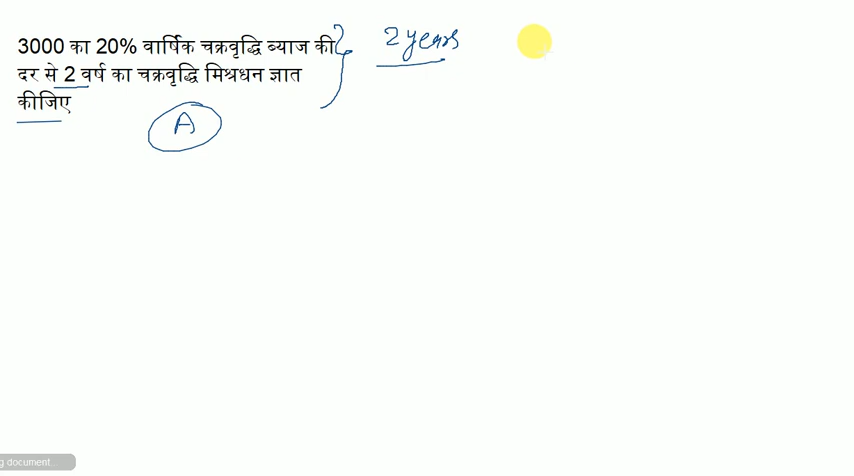 3000 का 20% वार्षिक चक्रवृद्धि ब्याज की
दर से 2 वर्ष का चक्रवृद्धि मिश्रधन ज्ञात
कीजिए
2 years
A
g document...